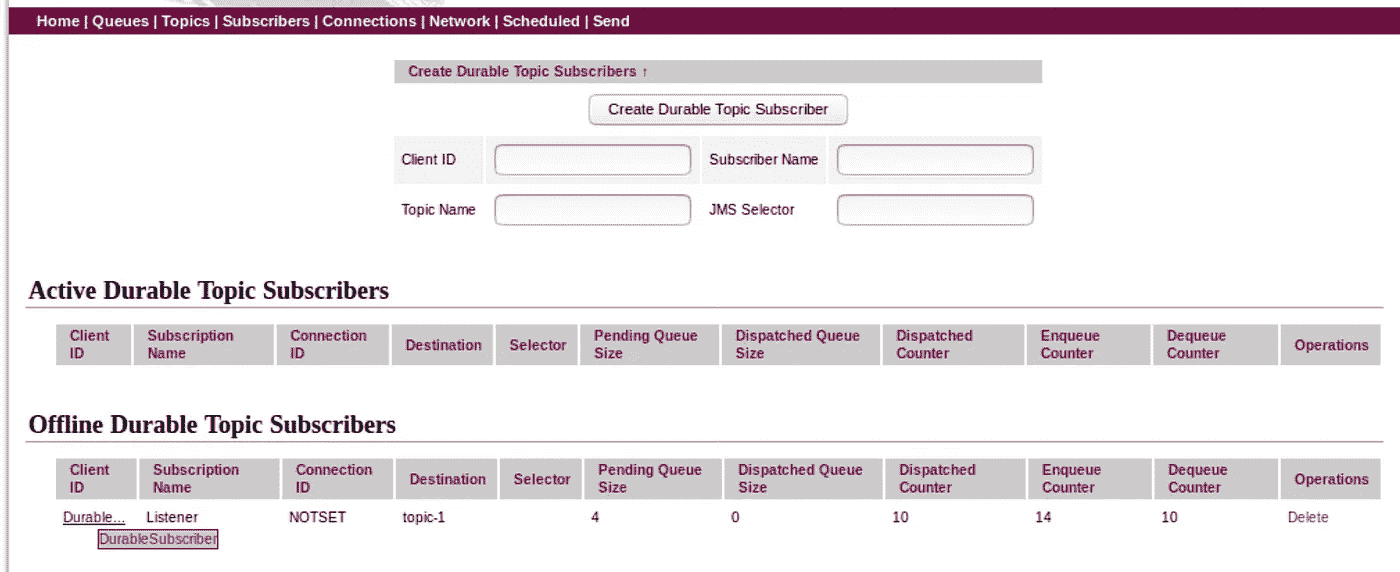 Home | Queues | Topics | Subscribers | Connections | Network | Scheduled | Send
Create Durable Topic Subscribers ↑
Create Durable Topic Subscriber
Client ID Subscriber Name
Topic Name JMS Selector
Active Durable Topic Subscribers
Client ID Subscription Name Connection ID Destination Selector Pending Queue Size Dispatched Queue Size Dispatched Counter Enqueue Counter Dequeue Counter Operations
Offline Durable Topic Subscribers
Client ID Subscription Name Connection ID Destination Selector Pending Queue Size Dispatched Queue Size Dispatched Counter Enqueue Counter Dequeue Counter Operations
Durable... Listener NOTSET topic-1 4 0 10 14 10 Delete
DurableSubscriber